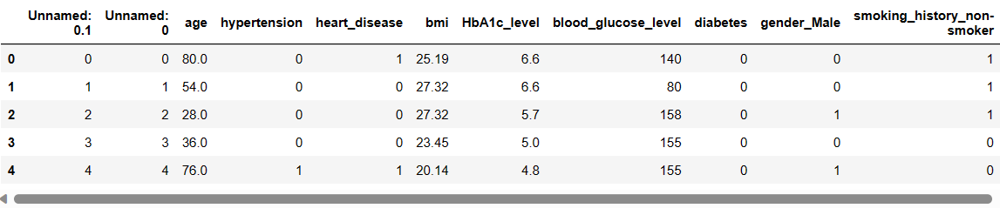 Unnamed: 0.1 Unnamed: 0 age hypertension heart_disease bmi HbA1c_level blood_glucose_level diabetes gender_Male smoking_history_non-smoker
0 0 0 80.0 0 1 25.19 6.6 140 0 0 1
1 1 1 54.0 0 0 27.32 6.6 80 0 0 1
2 2 2 28.0 0 0 27.32 5.7 158 0 1 1
3 3 3 36.0 0 0 23.45 5.0 155 0 0 0
4 4 4 76.0 1 1 20.14 4.8 155 0 1 0